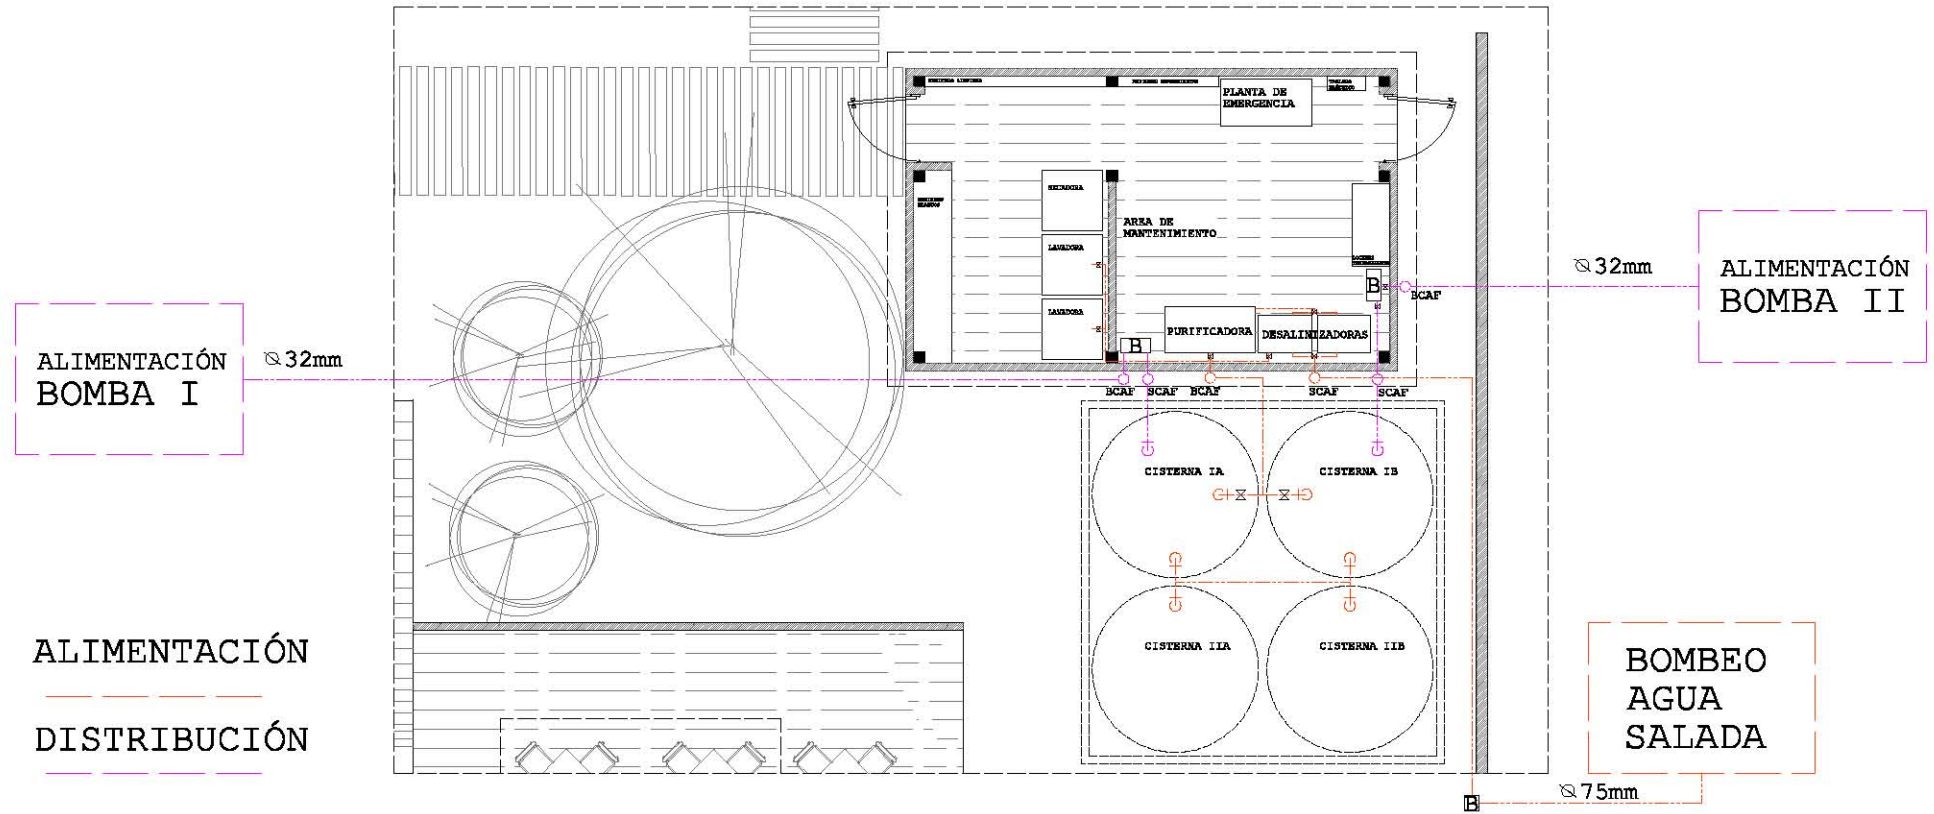 PLANTA DE
EMERGENCIA
SECADORA
LAVADORA
LAVADORA
AREA DE
MANTENIMIENTO
PURIFICADORA
DESALINIZADORAS
B
B
BCAF
ALIMENTACIÓN
BOMBA II
⌀32mm
ALIMENTACIÓN
BOMBA I
⌀32mm
BCAF SCAF BCAF SCAF SCAF
CISTERNA IA
CISTERNA IB
CISTERNA IIA
CISTERNA IIB
ALIMENTACIÓN
DISTRIBUCIÓN
BOMBEO
AGUA
SALADA
⌀75mm
B